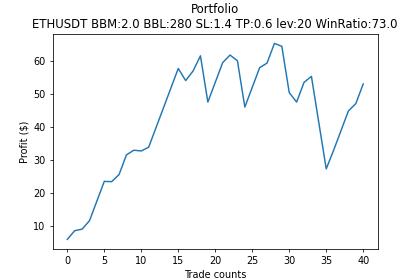 Portfolio
ETHUSDT BBM:2.0 BBL:280 SL:1.4 TP:0.6 lev:20 WinRatio:73.0
60
50
40
30
20
10
Profit ($)
0 5 10 15 20 25 30 35 40
Trade counts